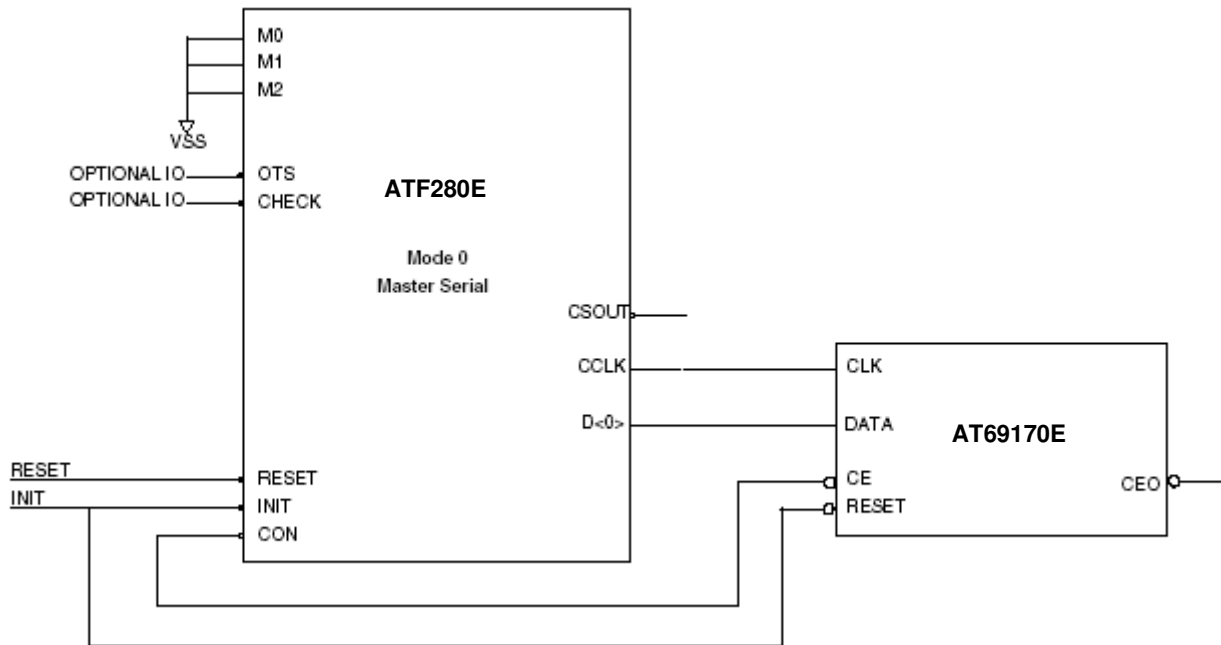 M0
M1
M2
VSS
OPTIONAL IO
OTS
OPTIONAL IO
CHECK
ATF280E
Mode 0
Master Serial
CSOUT
CCLK
D<0>
RESET
RESET
INIT
INIT
CON
CLK
DATA
AT69170E
CE
CEO
RESET